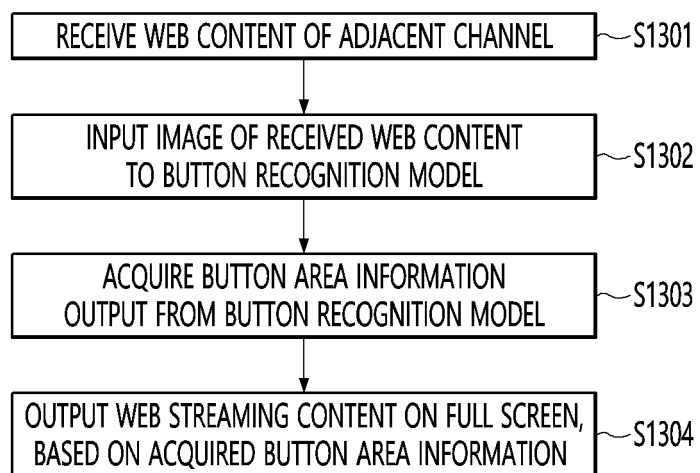 RECEIVE WEB CONTENT OF ADJACENT CHANNEL
S1301
INPUT IMAGE OF RECEIVED WEB CONTENT
TO BUTTON RECOGNITION MODEL
S1302
ACQUIRE BUTTON AREA INFORMATION
OUTPUT FROM BUTTON RECOGNITION MODEL
S1303
OUTPUT WEB STREAMING CONTENT ON FULL SCREEN,
BASED ON ACQUIRED BUTTON AREA INFORMATION
S1304